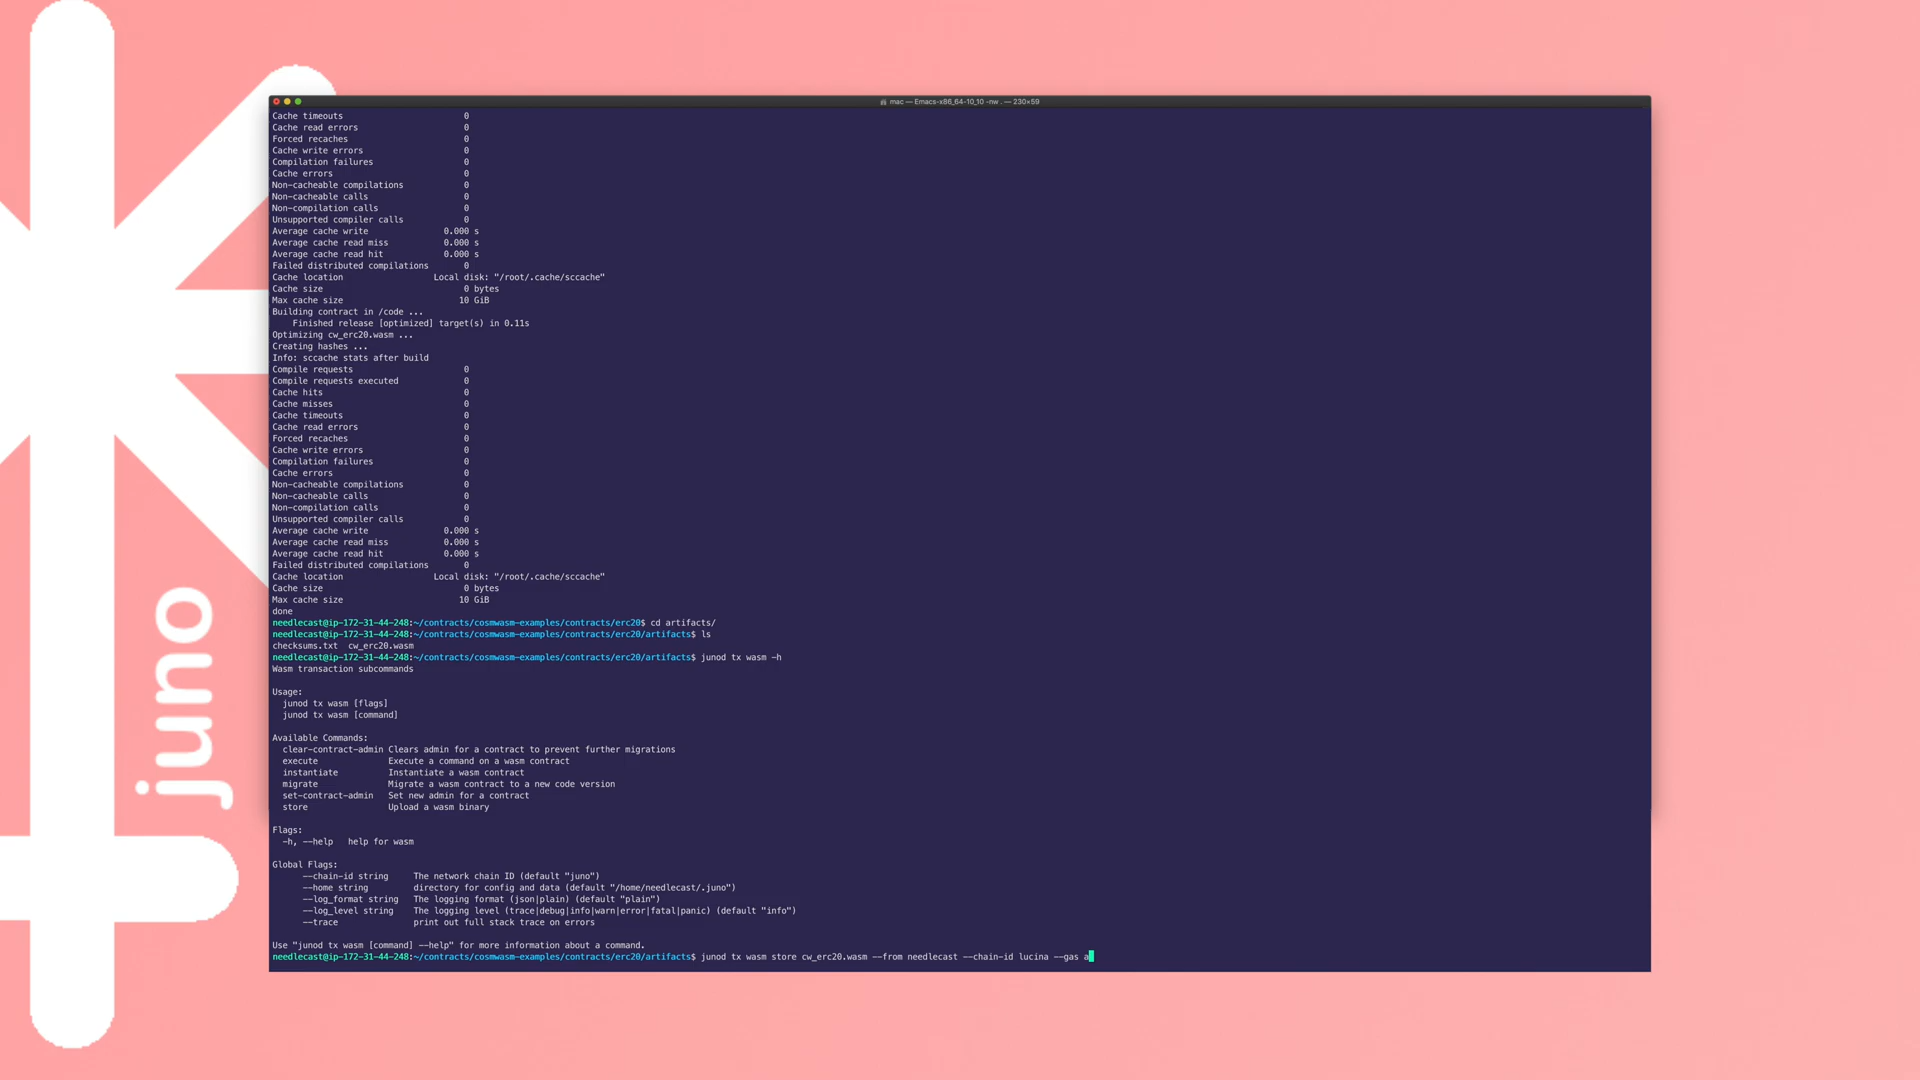 mac — Emacs-x86_64-10_10 -nw . — 230×59
Cache timeouts 0
Cache read errors 0
Forced recaches 0
Cache write errors 0
Compilation failures 0
Cache errors 0
Non-cacheable compilations 0
Non-cacheable calls 0
Non-compilation calls 0
Unsupported compiler calls 0
Average cache write 0.000 s
Average cache read miss 0.000 s
Average cache read hit 0.000 s
Failed distributed compilations 0
Cache location Local disk: "/root/.cache/sccache"
Cache size 0 bytes
Max cache size 10 GiB
Building contract in /code ...
Finished release [optimized] target(s) in 0.11s
Optimizing cw_erc20.wasm ...
Creating hashes ...
Info: sccache stats after build
Compile requests 0
Compile requests executed 0
Cache hits 0
Cache misses 0
Cache timeouts 0
Cache read errors 0
Forced recaches 0
Cache write errors 0
Compilation failures 0
Cache errors 0
Non-cacheable compilations 0
Non-cacheable calls 0
Non-compilation calls 0
Unsupported compiler calls 0
Average cache write 0.000 s
Average cache read miss 0.000 s
Average cache read hit 0.000 s
Failed distributed compilations 0
Cache location Local disk: "/root/.cache/sccache"
Cache size 0 bytes
Max cache size 10 GiB
done
needlecast@ip-172-31-44-248:~/contracts/cosmwasm-examples/contracts/erc20$ cd artifacts/
needlecast@ip-172-31-44-248:~/contracts/cosmwasm-examples/contracts/erc20/artifacts$ ls
checksums.txt cw_erc20.wasm
needlecast@ip-172-31-44-248:~/contracts/cosmwasm-examples/contracts/erc20/artifacts$ junod tx wasm -h
Wasm transaction subcommands
Usage:
junod tx wasm [flags]
junod tx wasm [command]
Available Commands:
clear-contract-admin Clears admin for a contract to prevent further migrations
execute Execute a command on a wasm contract
instantiate Instantiate a wasm contract
migrate Migrate a wasm contract to a new code version
set-contract-admin Set new admin for a contract
store Upload a wasm binary
Flags:
-h, --help help for wasm
Global Flags:
--chain-id string The network chain ID (default "juno")
--home string directory for config and data (default "/home/needlecast/.juno")
--log_format string The logging format (json|plain) (default "plain")
--log_level string The logging level (trace|debug|info|warn|error|fatal|panic) (default "info")
--trace print out full stack trace on errors
Use "junod tx wasm [command] --help" for more information about a command.
needlecast@ip-172-31-44-248:~/contracts/cosmwasm-examples/contracts/erc20/artifacts$ junod tx wasm store cw_erc20.wasm --from needlecast --chain-id lucina --gas a
juno